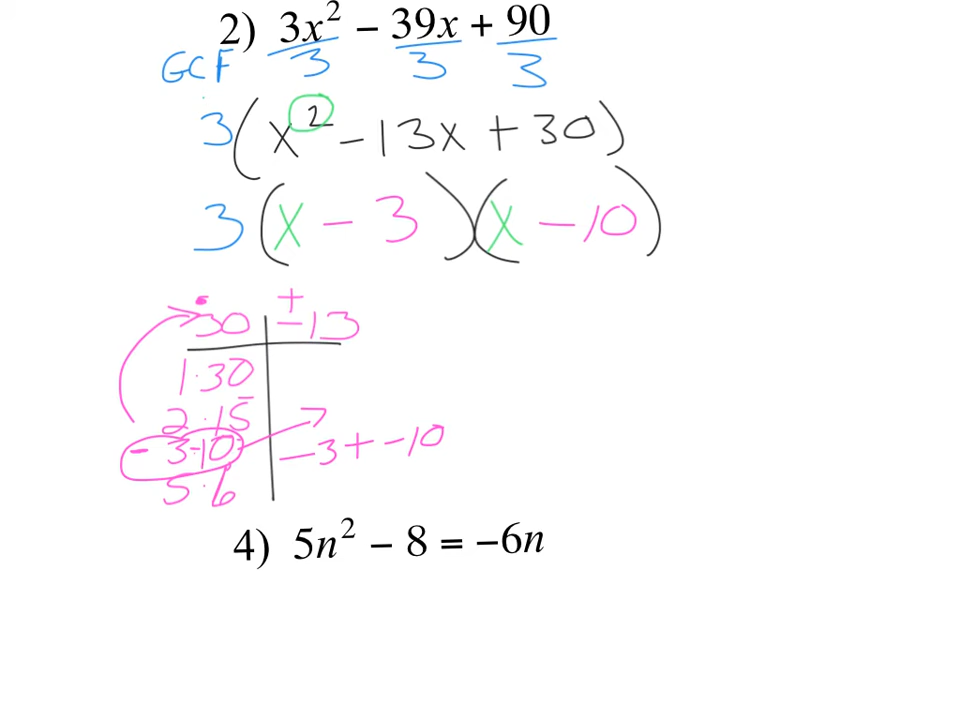 2) 3x² − 39x + 90
GCF 3 3 3
3(x² − 13x + 30)
3(x − 3)(x − 10)
+
30 −13
1·30
2·15
−3·−10 −3 + −10
5·6
4) 5n² − 8 = −6n